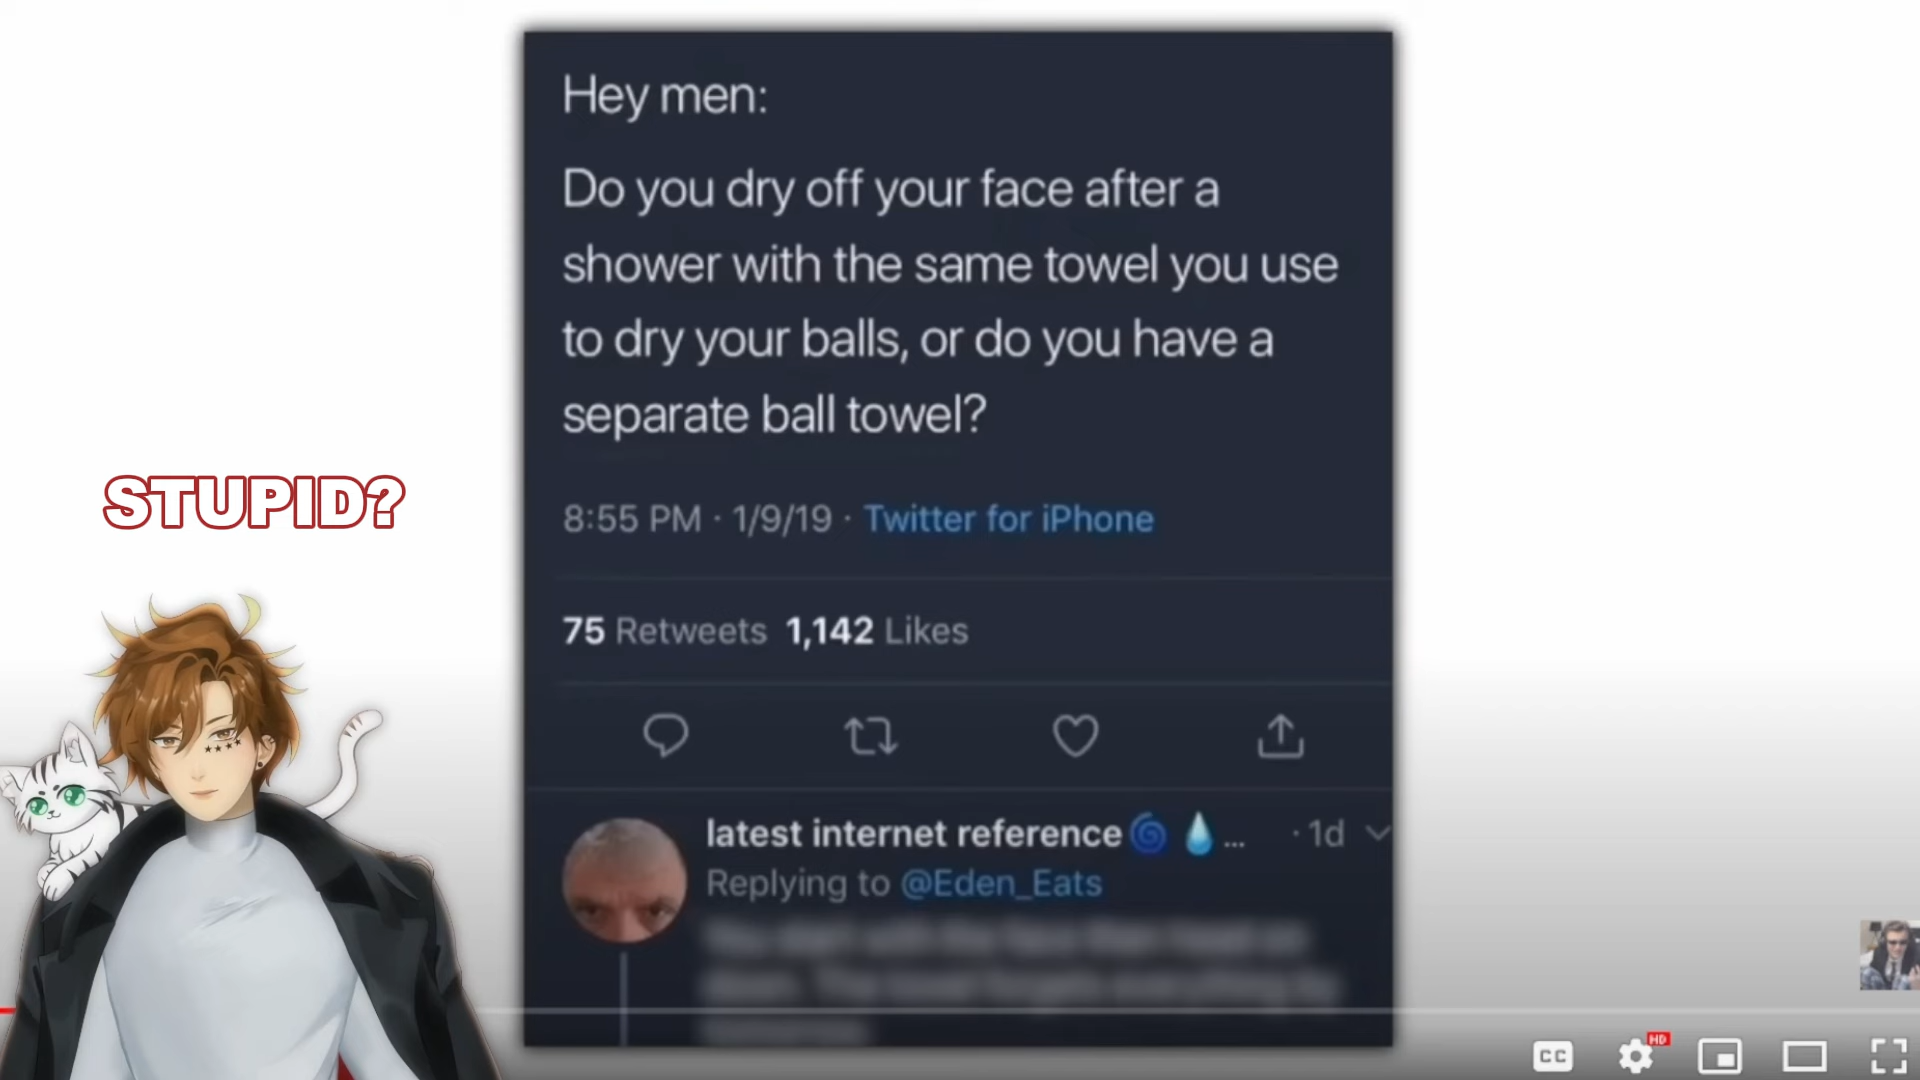 Hey men:
Do you dry off your face after a
shower with the same towel you use
to dry your balls, or do you have a
separate ball towel?
STUPID?
8:55 PM · 1/9/19 · Twitter for iPhone
75 Retweets 1,142 Likes
latest internet reference🌀 💧... · 1d
Replying to @Eden_Eats
CC
HD